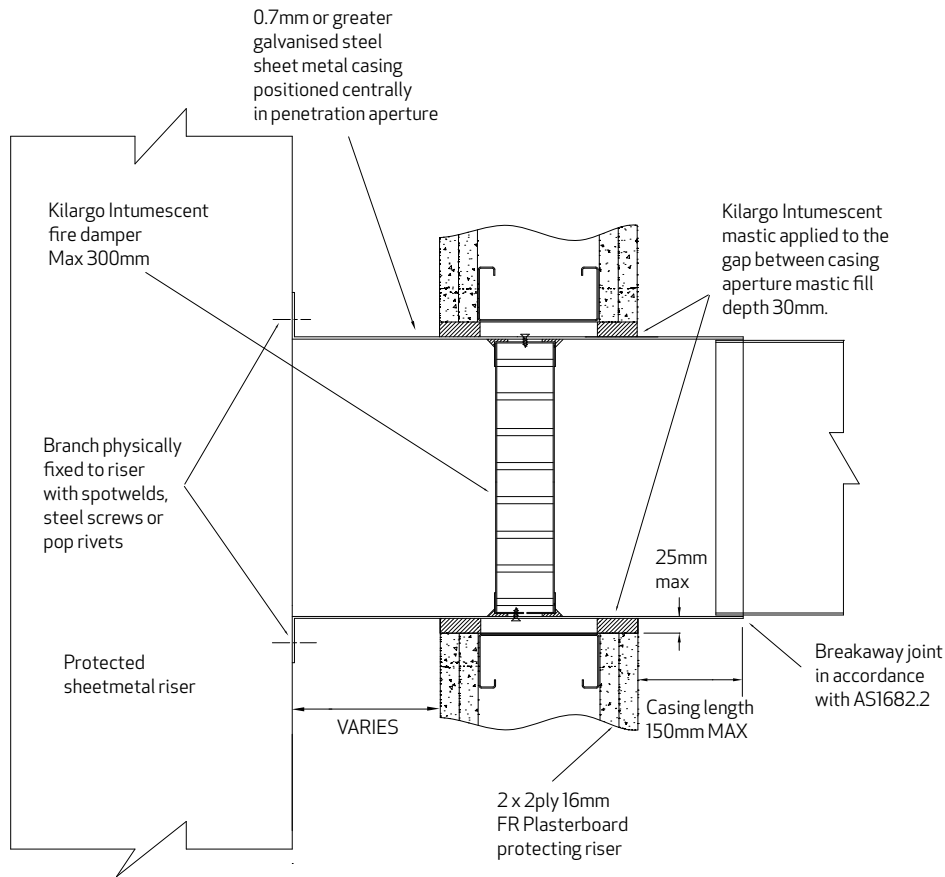 0.7mm or greater
galvanised steel
sheet metal casing
positioned centrally
in penetration aperture
Kilargo Intumescent
fire damper
Max 300mm
Kilargo Intumescent
mastic applied to the
gap between casing
aperture mastic fill
depth 30mm.
Branch physically
fixed to riser
with spotwelds,
steel screws or
pop rivets
25mm
max
Protected
sheetmetal riser
Breakaway joint
in accordance
with AS1682.2
VARIES
Casing length
150mm MAX
2 x 2ply 16mm
FR Plasterboard
protecting riser